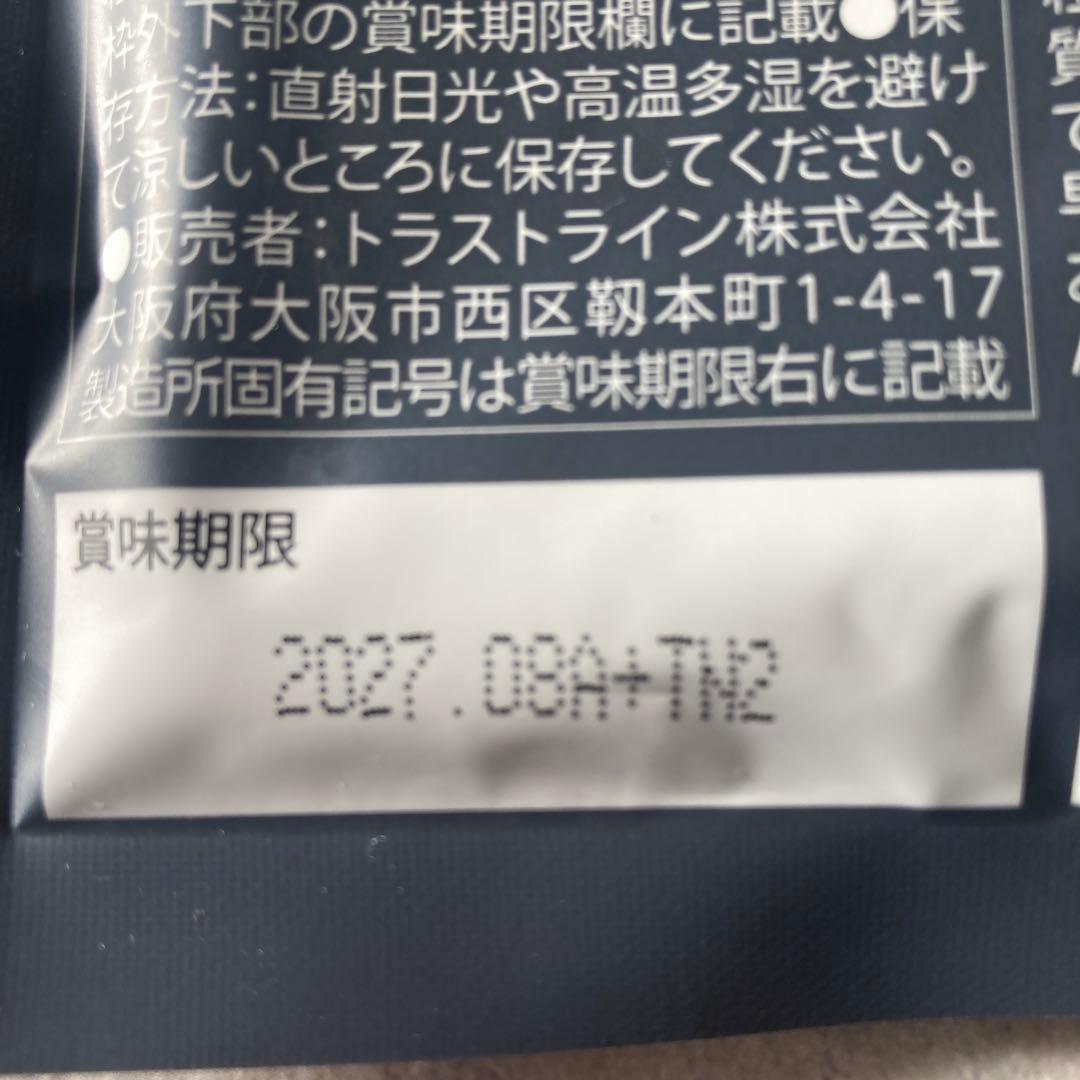 枠外下部の賞味期限欄に記載●保
存方法：直射日光や高温多湿を避け
て涼しいところに保存してください。
●販売者：トラストライン株式会社
大阪府大阪市西区靱本町1-4-17
製造所固有記号は賞味期限右に記載
賞味期限
2027.08A+TN2